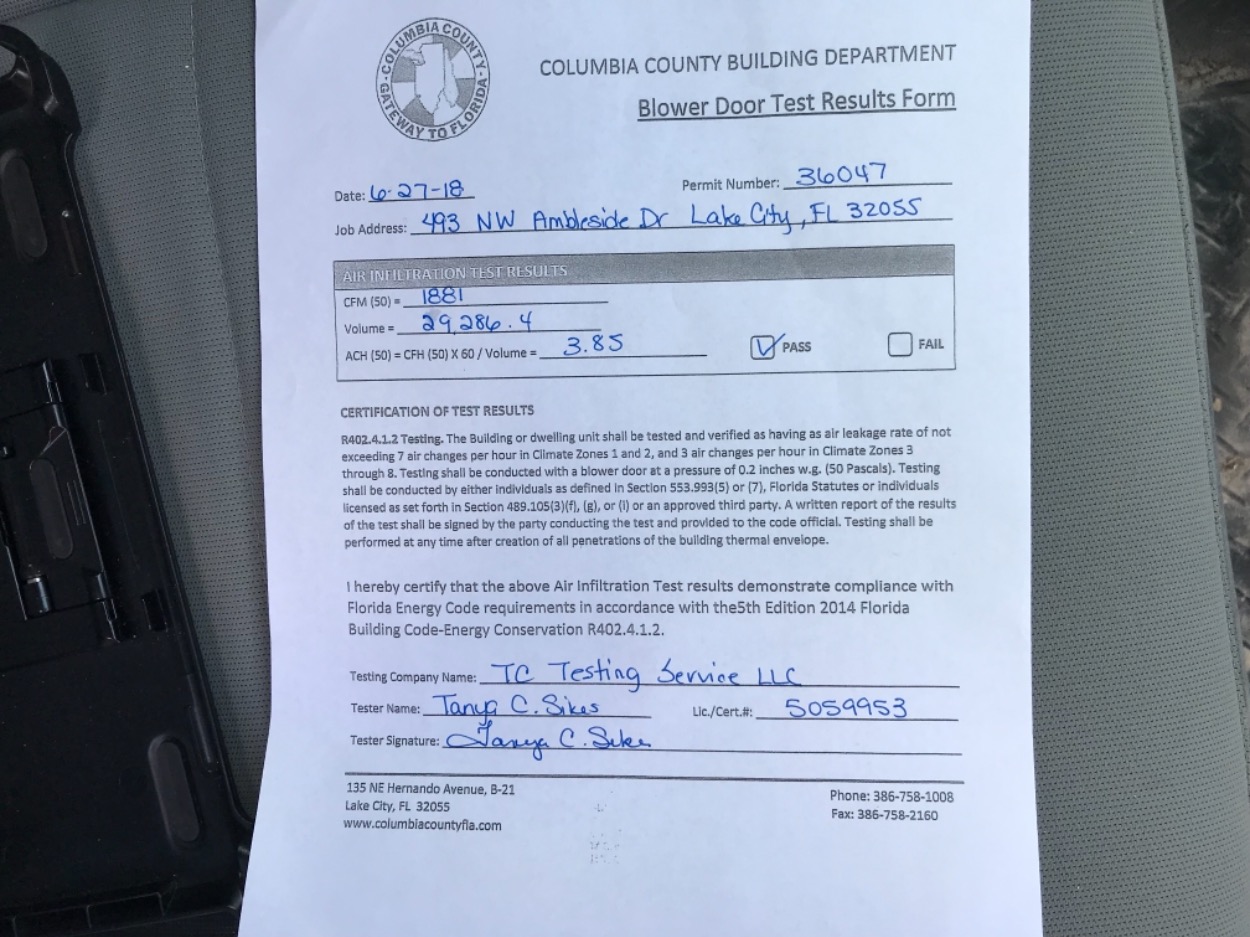 COLUMBIA COUNTY
GATEWAY TO FLORIDA
COLUMBIA COUNTY BUILDING DEPARTMENT
Blower Door Test Results Form
Date: 6-27-18 Permit Number: 36047
Job Address: 493 NW Ambleside Dr Lake City, FL 32055
AIR INFILTRATION TEST RESULTS
CFM (50) = 1881
Volume = 29,286.4
ACH (50) = CFH (50) X 60 / Volume = 3.85 PASS FAIL
CERTIFICATION OF TEST RESULTS
R402.4.1.2 Testing. The Building or dwelling unit shall be tested and verified as having as air leakage rate of not
exceeding 7 air changes per hour in Climate Zones 1 and 2, and 3 air changes per hour in Climate Zones 3
through 8. Testing shall be conducted with a blower door at a pressure of 0.2 inches w.g. (50 Pascals). Testing
shall be conducted by either individuals as defined in Section 553.993(5) or (7), Florida Statutes or individuals
licensed as set forth in Section 489.105(3)(f), (g), or (i) or an approved third party. A written report of the results
of the test shall be signed by the party conducting the test and provided to the code official. Testing shall be
performed at any time after creation of all penetrations of the building thermal envelope.
I hereby certify that the above Air Infiltration Test results demonstrate compliance with
Florida Energy Code requirements in accordance with the5th Edition 2014 Florida
Building Code-Energy Conservation R402.4.1.2.
Testing Company Name: TC Testing Service LLC
Tester Name: Tanya C. Sikes Lic./Cert.#: 5059953
Tester Signature: Tanya C. Sikes
135 NE Hernando Avenue, B-21
Lake City, FL 32055
www.columbiacountyfla.com
Phone: 386-758-1008
Fax: 386-758-2160